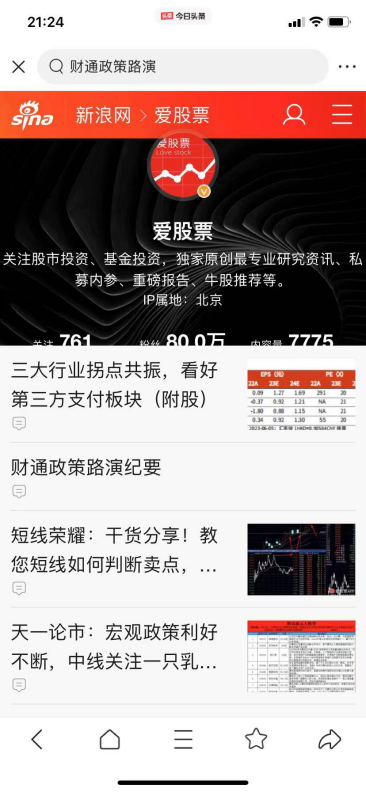 21:24
头条 今日头条
财通政策路演
sina 新浪网 > 爱股票
爱股票
Love stock
爱股票
关注股市投资、基金投资，独家原创最专业研究资讯、私
募内参、重磅报告、牛股推荐等。
IP属地：北京
关注 761 粉丝 80.0万 内容量 7775
三大行业拐点共振，看好
第三方支付板块（附股）
EPS (元) PE (X)
22A 23E 24E 22A 23E
0.09 1.27 1.69 291 20
-0.37 0.92 1.21 NA 21
-1.80 0.88 1.15 NA 21
0.34 0.92 1.30 55 20
财通政策路演纪要
短线荣耀：干货分享！教
您短线如何判断卖点，...
天一论市：宏观政策利好
不断，中线关注一只乳...